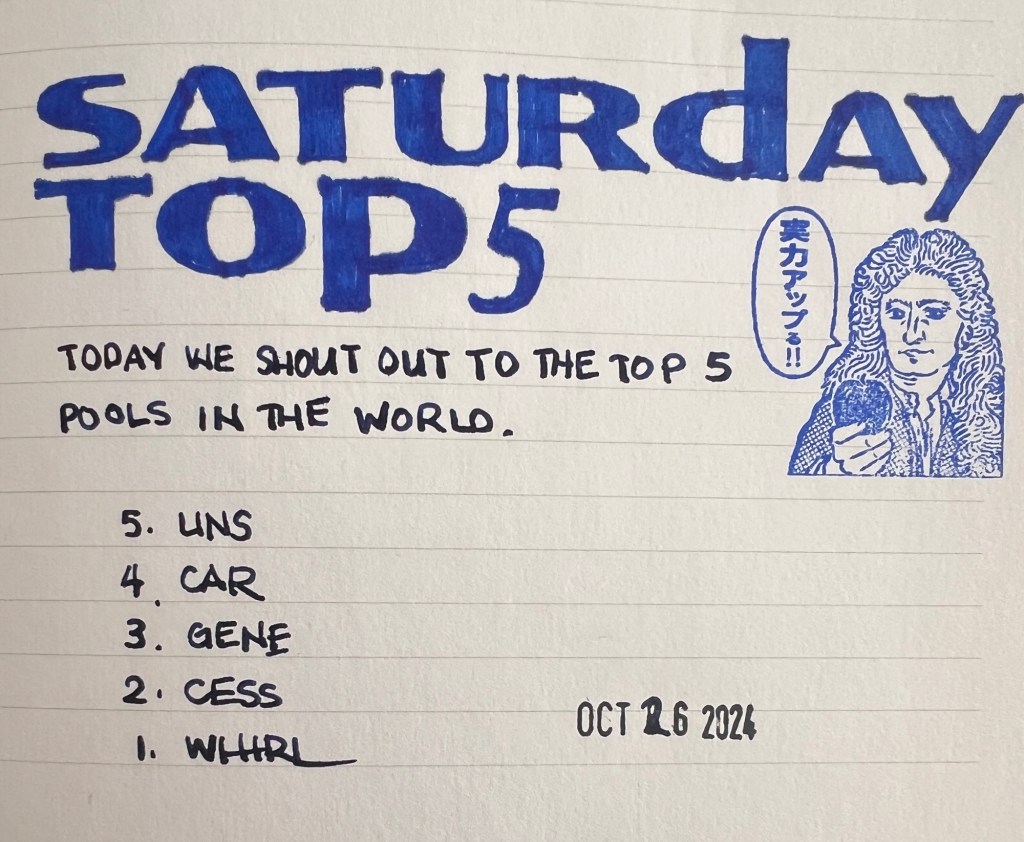 SATURdAy
TOP5
実力アップる!!
TODAY WE SHOUT OUT TO THE TOP 5
POOLS IN THE WORLD.
5. UNS
4. CAR
3. GENE
2. CESS
1. WHIRL
OCT 26 2024